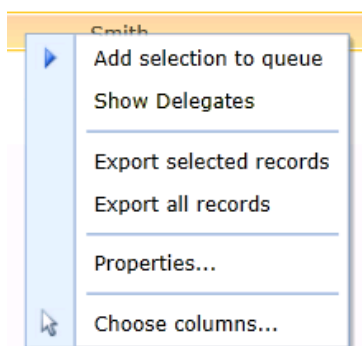 Smith
Add selection to queue
Show Delegates
Export selected records
Export all records
Properties...
Choose columns...